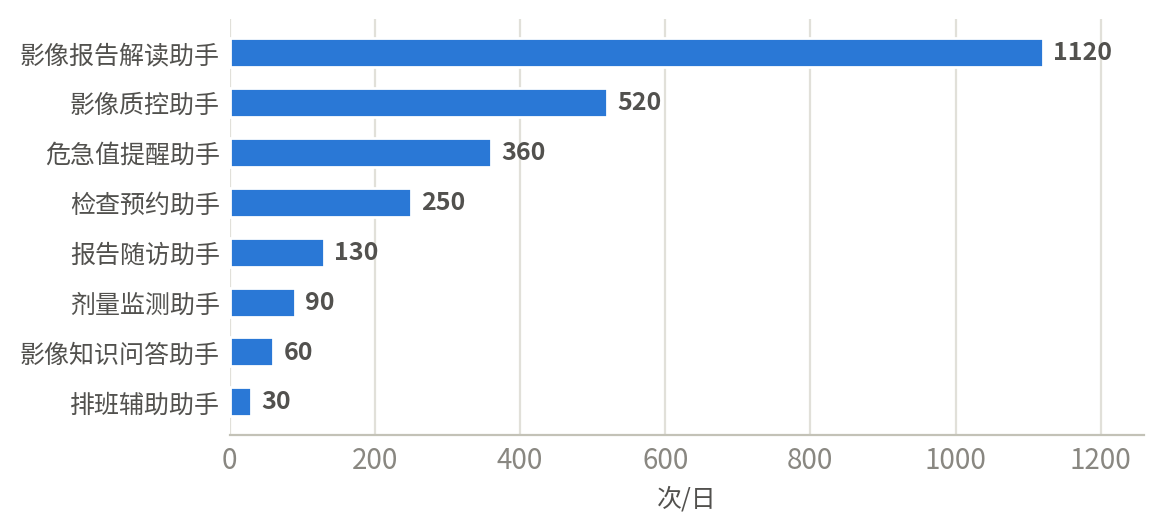 影像报告解读助手 1120
影像质控助手 520
危急值提醒助手 360
检查预约助手 250
报告随访助手 130
剂量监测助手 90
影像知识问答助手 60
排班辅助助手 30
0 200 400 600 800 1000 1200
次/日